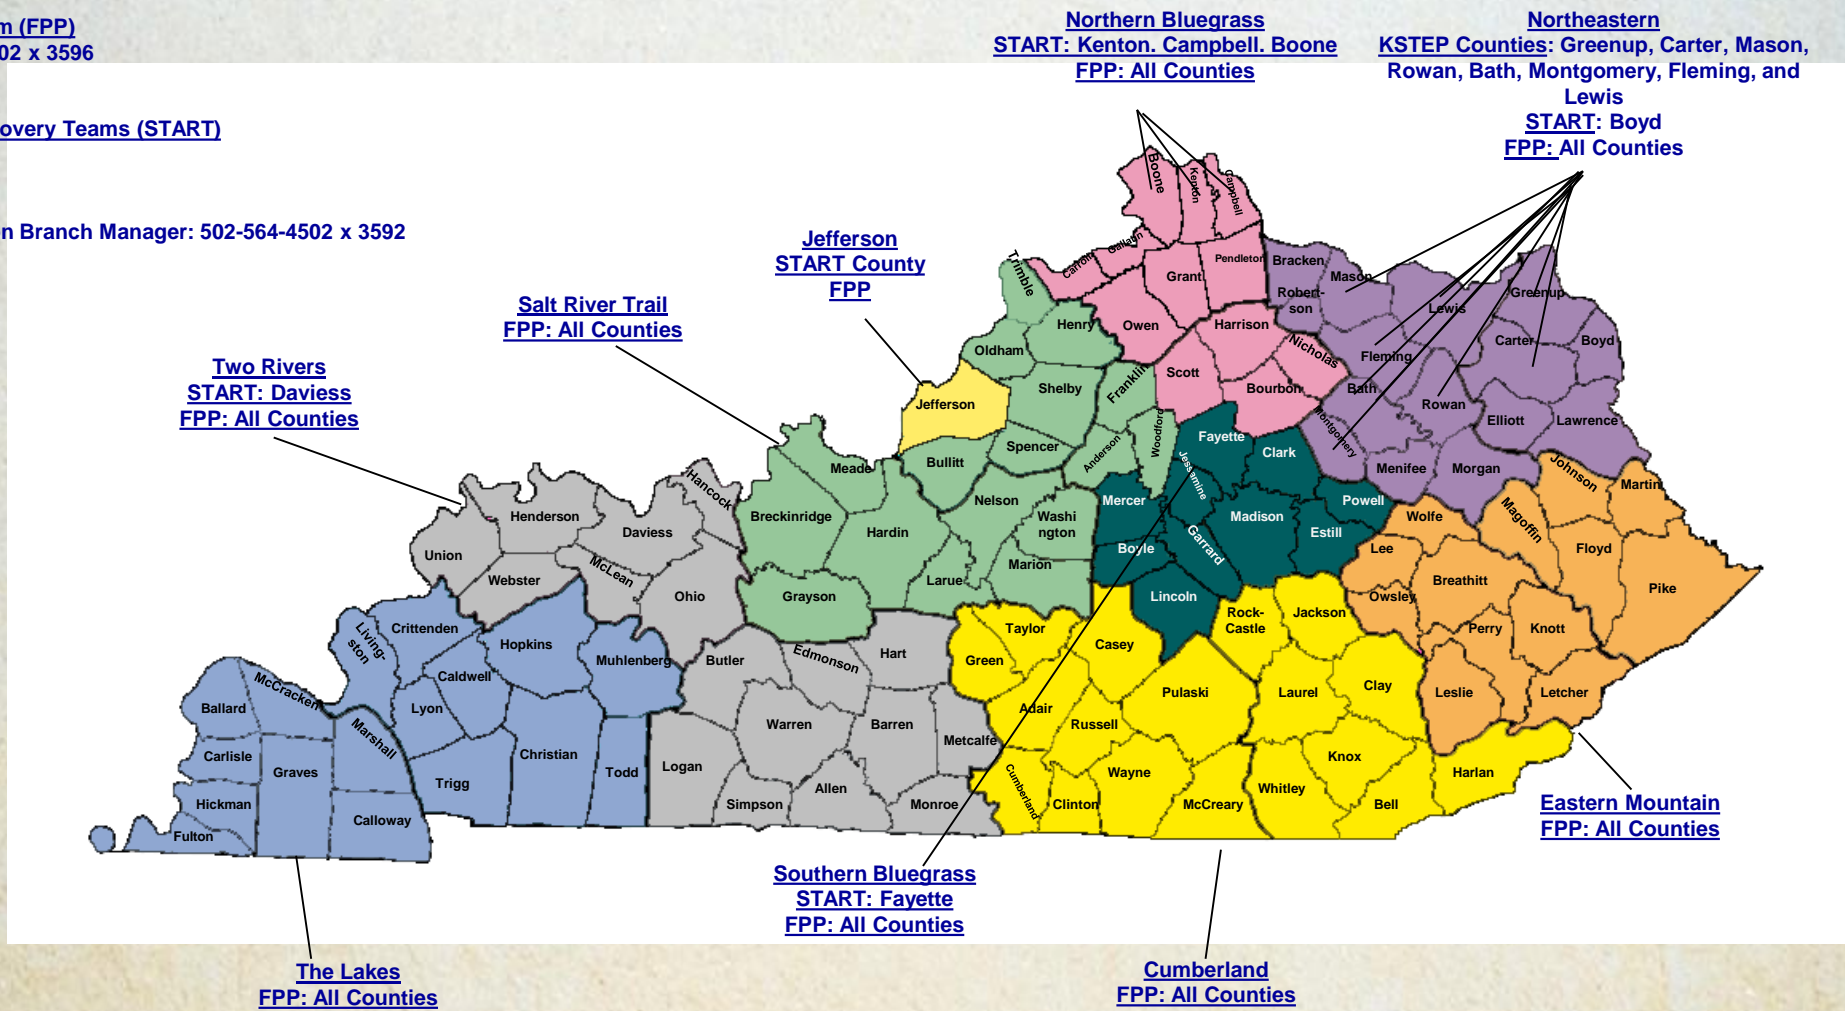 m (FPP)
02 x 3596
overy Teams (START)
n Branch Manager: 502-564-4502 x 3592
Northern Bluegrass
START: Kenton. Campbell. Boone
FPP: All Counties
Northeastern
KSTEP Counties: Greenup, Carter, Mason,
Rowan, Bath, Montgomery, Fleming, and
Lewis
START: Boyd
FPP: All Counties
Jefferson
START County
FPP
Salt River Trail
FPP: All Counties
Two Rivers
START: Daviess
FPP: All Counties
Boone
Kenton
Campbell
Carroll
Gallatin
Grant
Pendleton
Owen
Harrison
Nicholas
Scott
Bourbon
Bracken
Mason
Robert-
son
Lewis
Greenup
Fleming
Carter
Boyd
Bath
Rowan
Elliott
Lawrence
Montgomery
Menifee
Morgan
Trimble
Henry
Oldham
Shelby
Franklin
Jefferson
Spencer
Anderson
Woodford
Bullitt
Meade
Nelson
Washi
ngton
Breckinridge
Hardin
Larue
Marion
Grayson
Fayette
Clark
Jessamine
Mercer
Madison
Powell
Estill
Boyle
Garrard
Lincoln
Johnson
Martin
Magoffin
Wolfe
Lee
Floyd
Breathitt
Owsley
Pike
Perry
Knott
Leslie
Letcher
Hancock
Henderson
Daviess
Union
Webster
McLean
Ohio
Butler
Edmonson
Hart
Warren
Barren
Metcalfe
Logan
Simpson
Allen
Monroe
Crittenden
Living-
ston
Hopkins
Muhlenberg
Caldwell
Lyon
McCracken
Ballard
Marshall
Carlisle
Graves
Christian
Todd
Trigg
Hickman
Calloway
Fulton
Taylor
Green
Casey
Rock-
Castle
Jackson
Adair
Russell
Pulaski
Laurel
Clay
Cumberland
Clinton
Wayne
McCreary
Whitley
Knox
Bell
Harlan
Eastern Mountain
FPP: All Counties
Southern Bluegrass
START: Fayette
FPP: All Counties
The Lakes
FPP: All Counties
Cumberland
FPP: All Counties